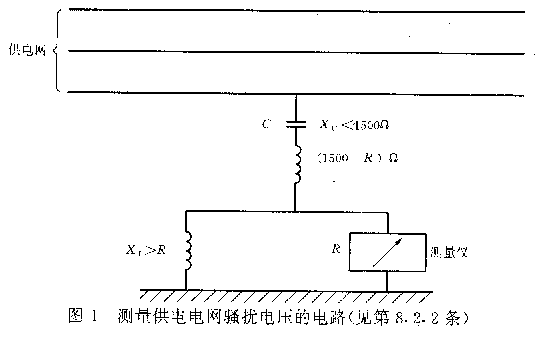 供电网
C  X_C≪1500Ω
(1500-R)Ω
X_L≫R
R
测量仪
图 1 测量供电电网骚扰电压的电路(见第 8.2.2 条)